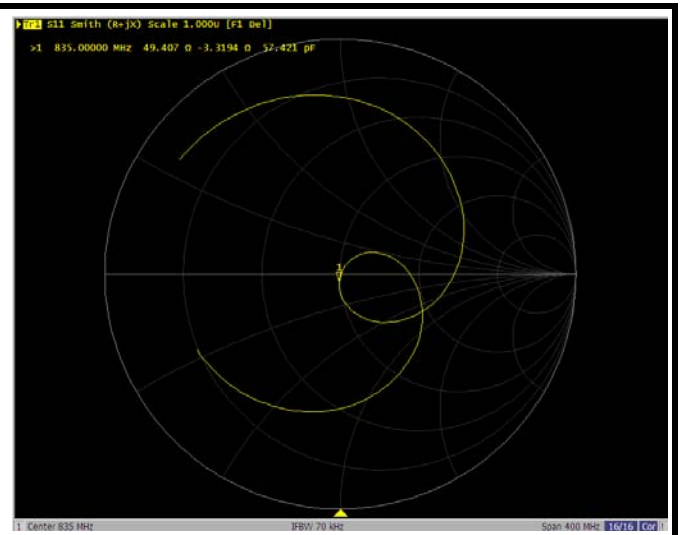 Tr1 S11 Smith (R+jX) Scale 1.000U [F1 Del]
>1 835.00000 MHz 49.407 Ω -3.3194 Ω 57.421 pF
1
1 Center 835 MHz IFBW 70 kHz Span 400 MHz 16/16 Cor !